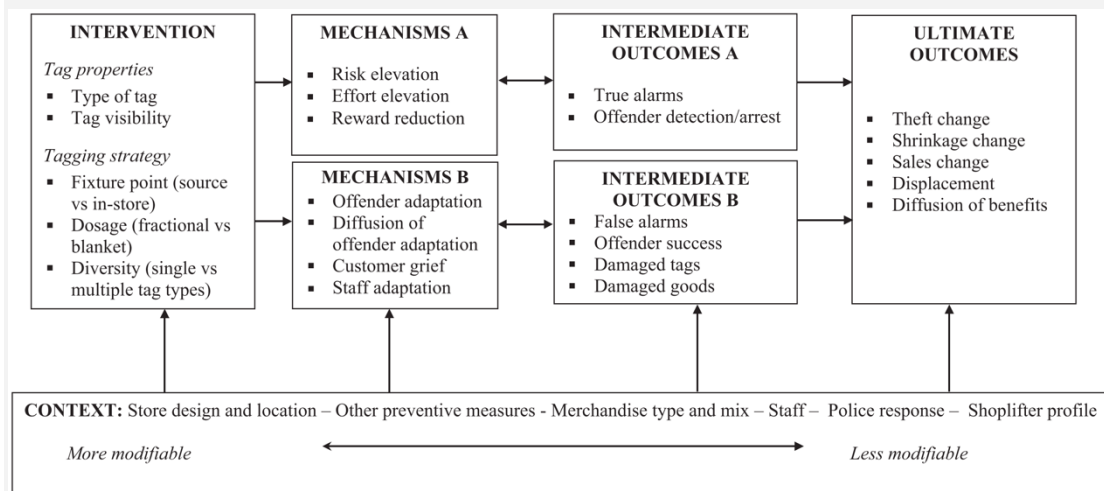 INTERVENTION
Tag properties
▪ Type of tag
▪ Tag visibility
Tagging strategy
▪ Fixture point (source
vs in-store)
▪ Dosage (fractional vs
blanket)
▪ Diversity (single vs
multiple tag types)
MECHANISMS A
▪ Risk elevation
▪ Effort elevation
▪ Reward reduction
MECHANISMS B
▪ Offender adaptation
▪ Diffusion of
offender adaptation
▪ Customer grief
▪ Staff adaptation
INTERMEDIATE
OUTCOMES A
▪ True alarms
▪ Offender detection/arrest
INTERMEDIATE
OUTCOMES B
▪ False alarms
▪ Offender success
▪ Damaged tags
▪ Damaged goods
ULTIMATE
OUTCOMES
▪ Theft change
▪ Shrinkage change
▪ Sales change
▪ Displacement
▪ Diffusion of benefits
CONTEXT: Store design and location – Other preventive measures - Merchandise type and mix – Staff – Police response – Shoplifter profile
More modifiable
Less modifiable